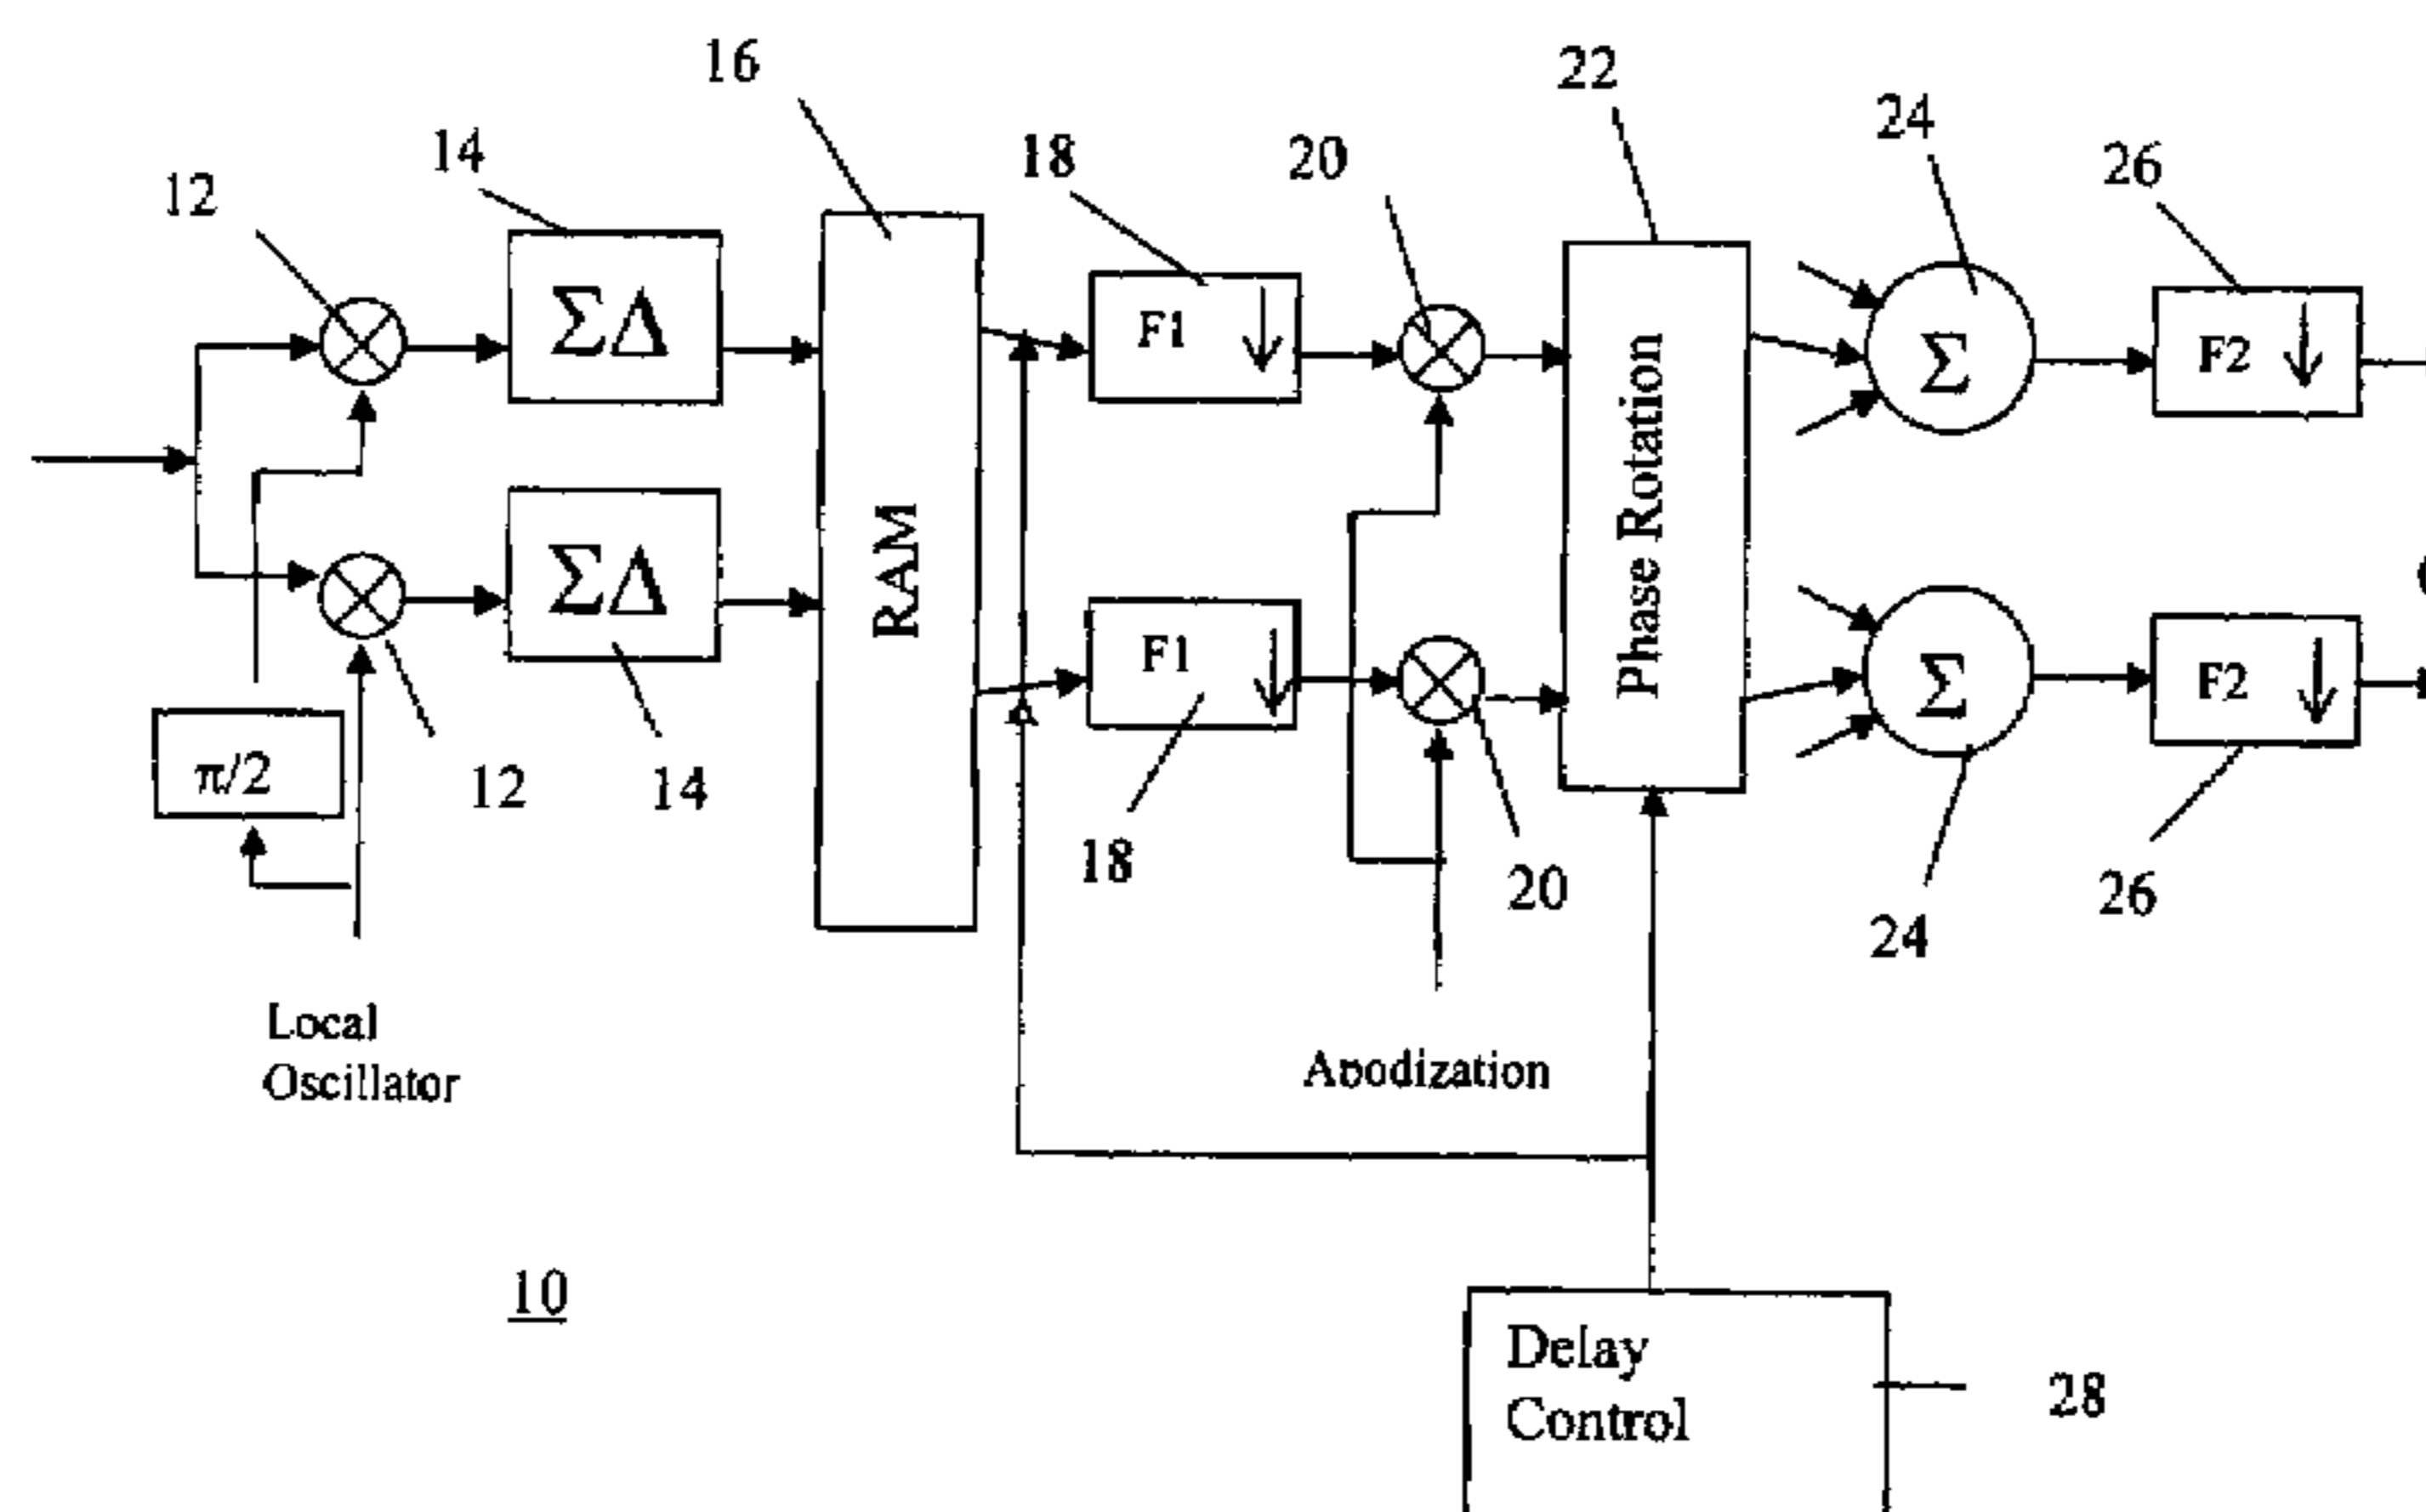 16
22
24
14
18
20
26
12
ΣΔ
F1 ↓
Σ
F2 ↓
RAM
Phase Rotation
ΣΔ
F1 ↓
Σ
F2 ↓
π/2
12
14
18
20
26
24
Local
Oscillator
Apodization
10
Delay
Control
28